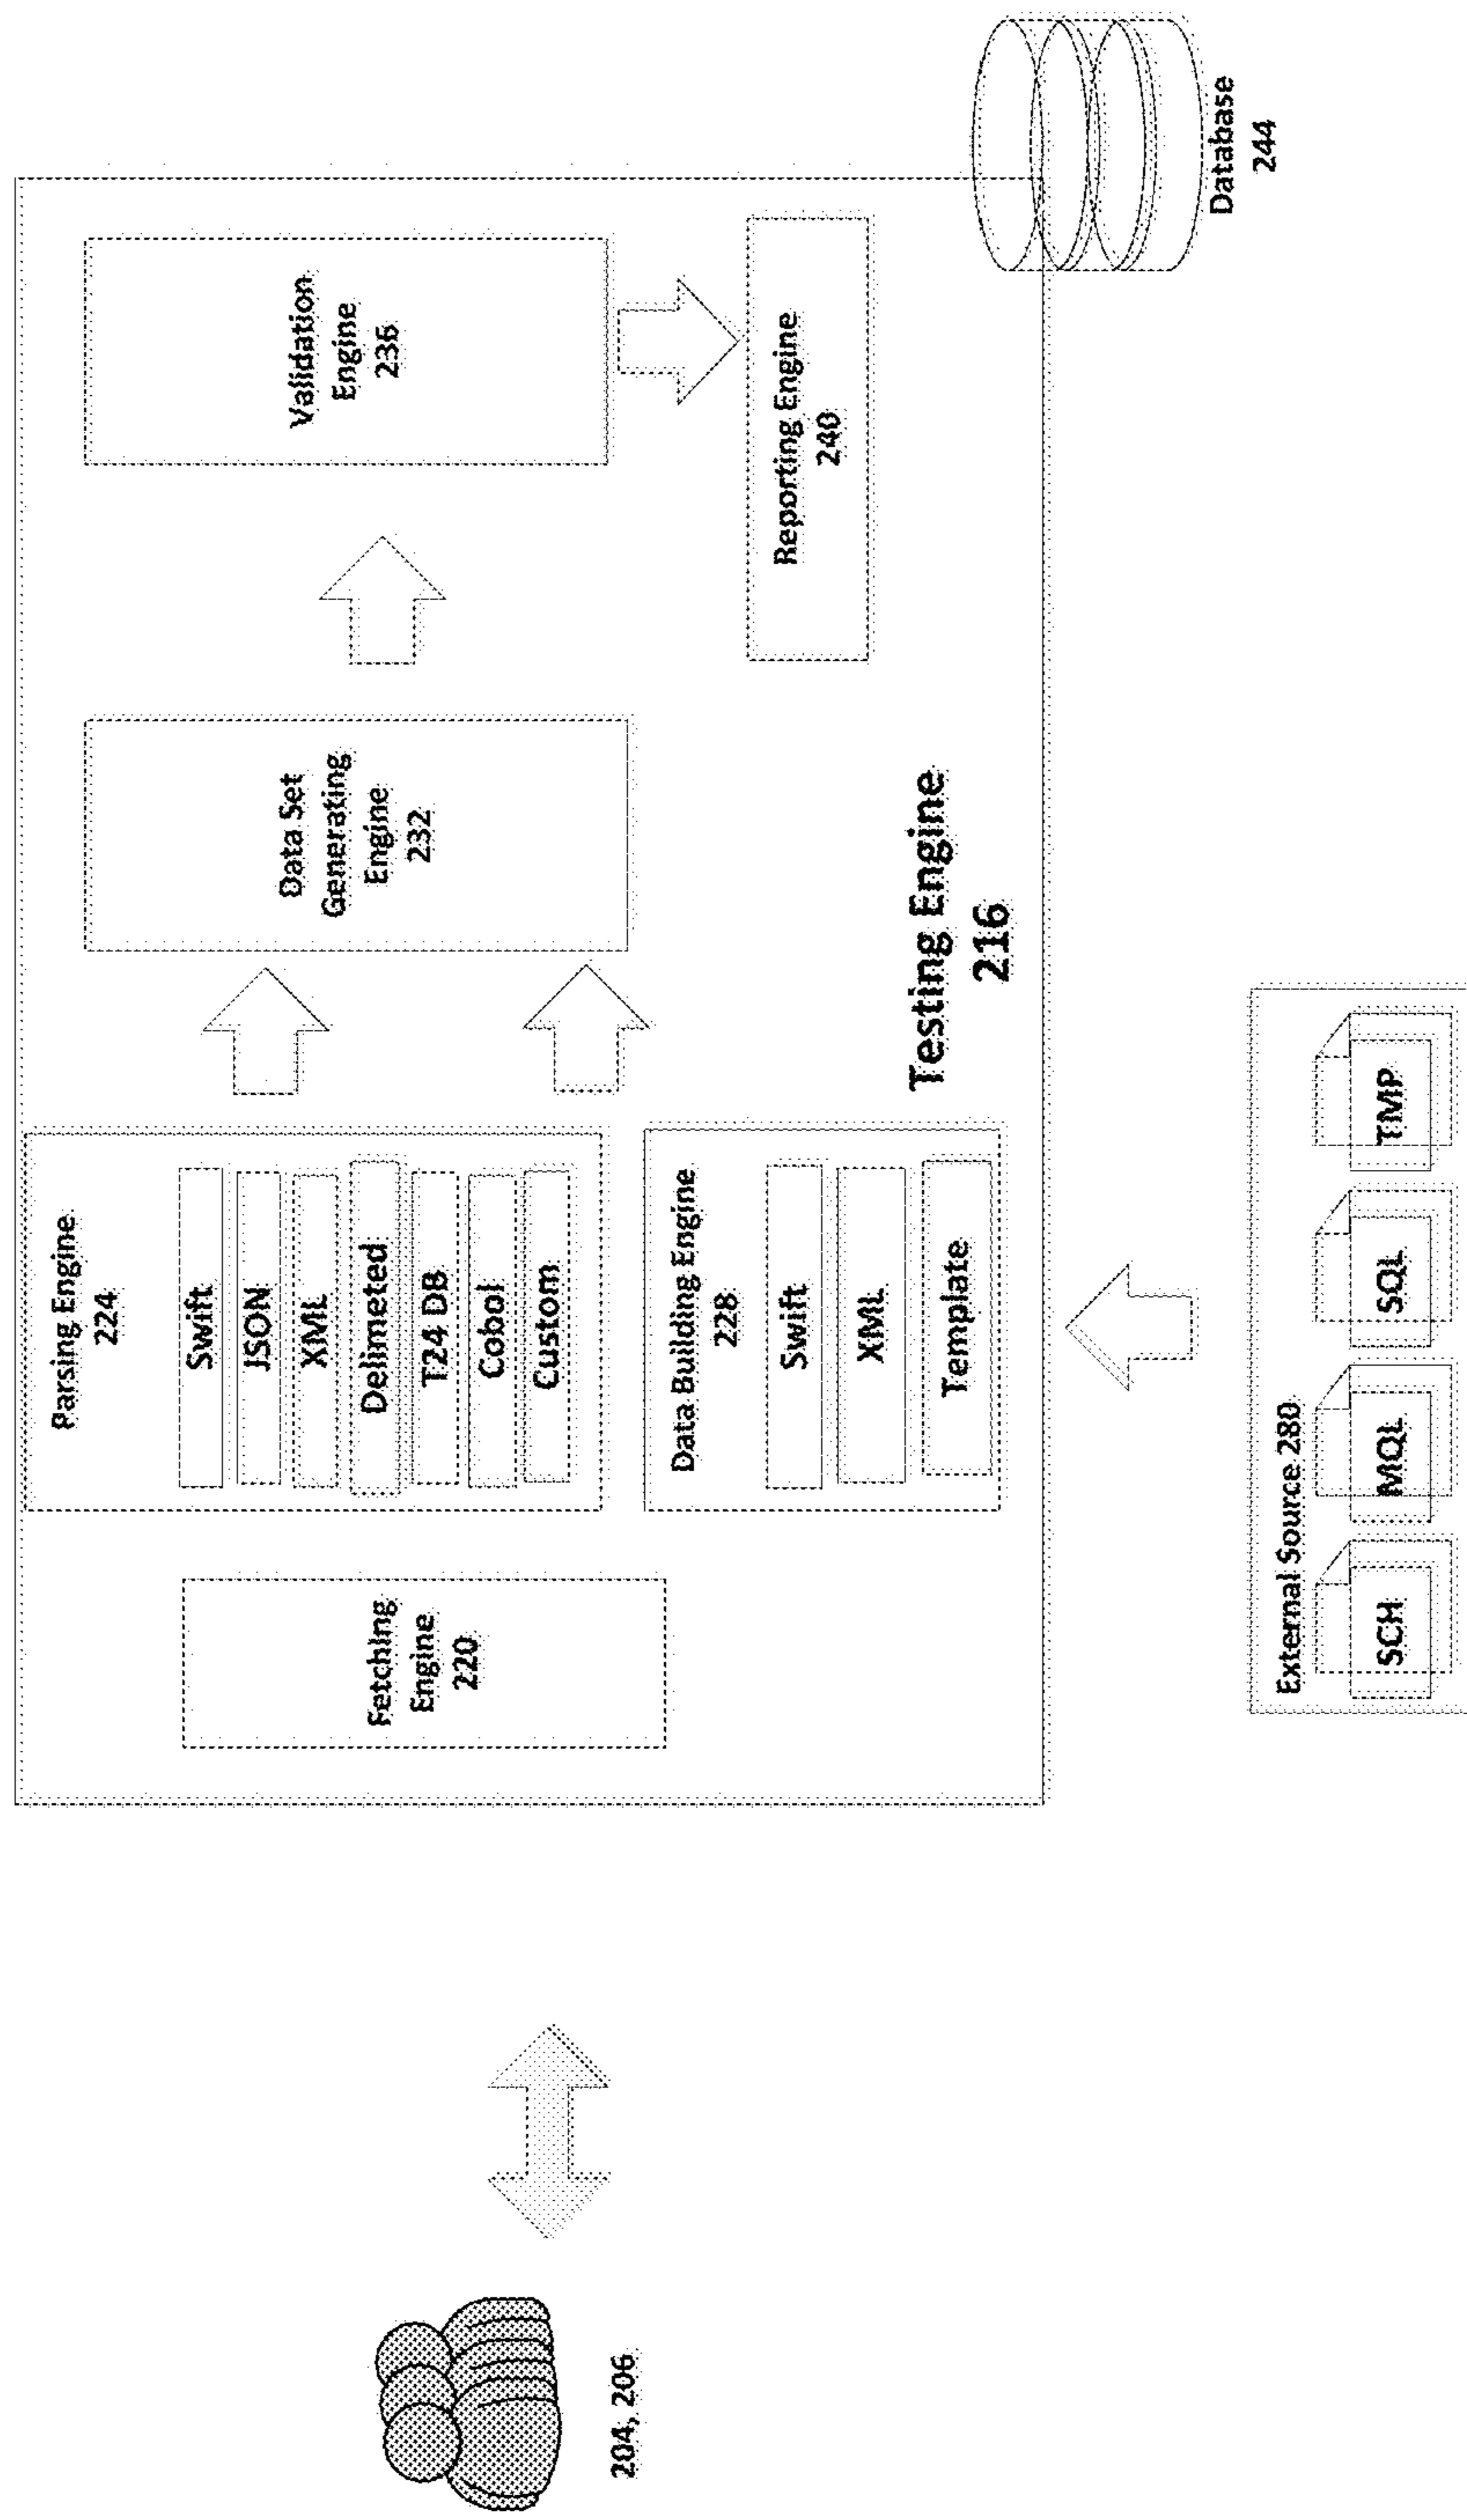 204, 206
Fetching
Engine
220
Parsing Engine
224
Swift
JSON
XML
Delimeted
T24 DB
Cobol
Custom
Data Building Engine
228
Swift
XML
Template
Data Set
Generating
Engine
232
Validation
Engine
236
Reporting Engine
240
Testing Engine
216
Database
244
External Source 280
SCH
MQL
SQL
TMP